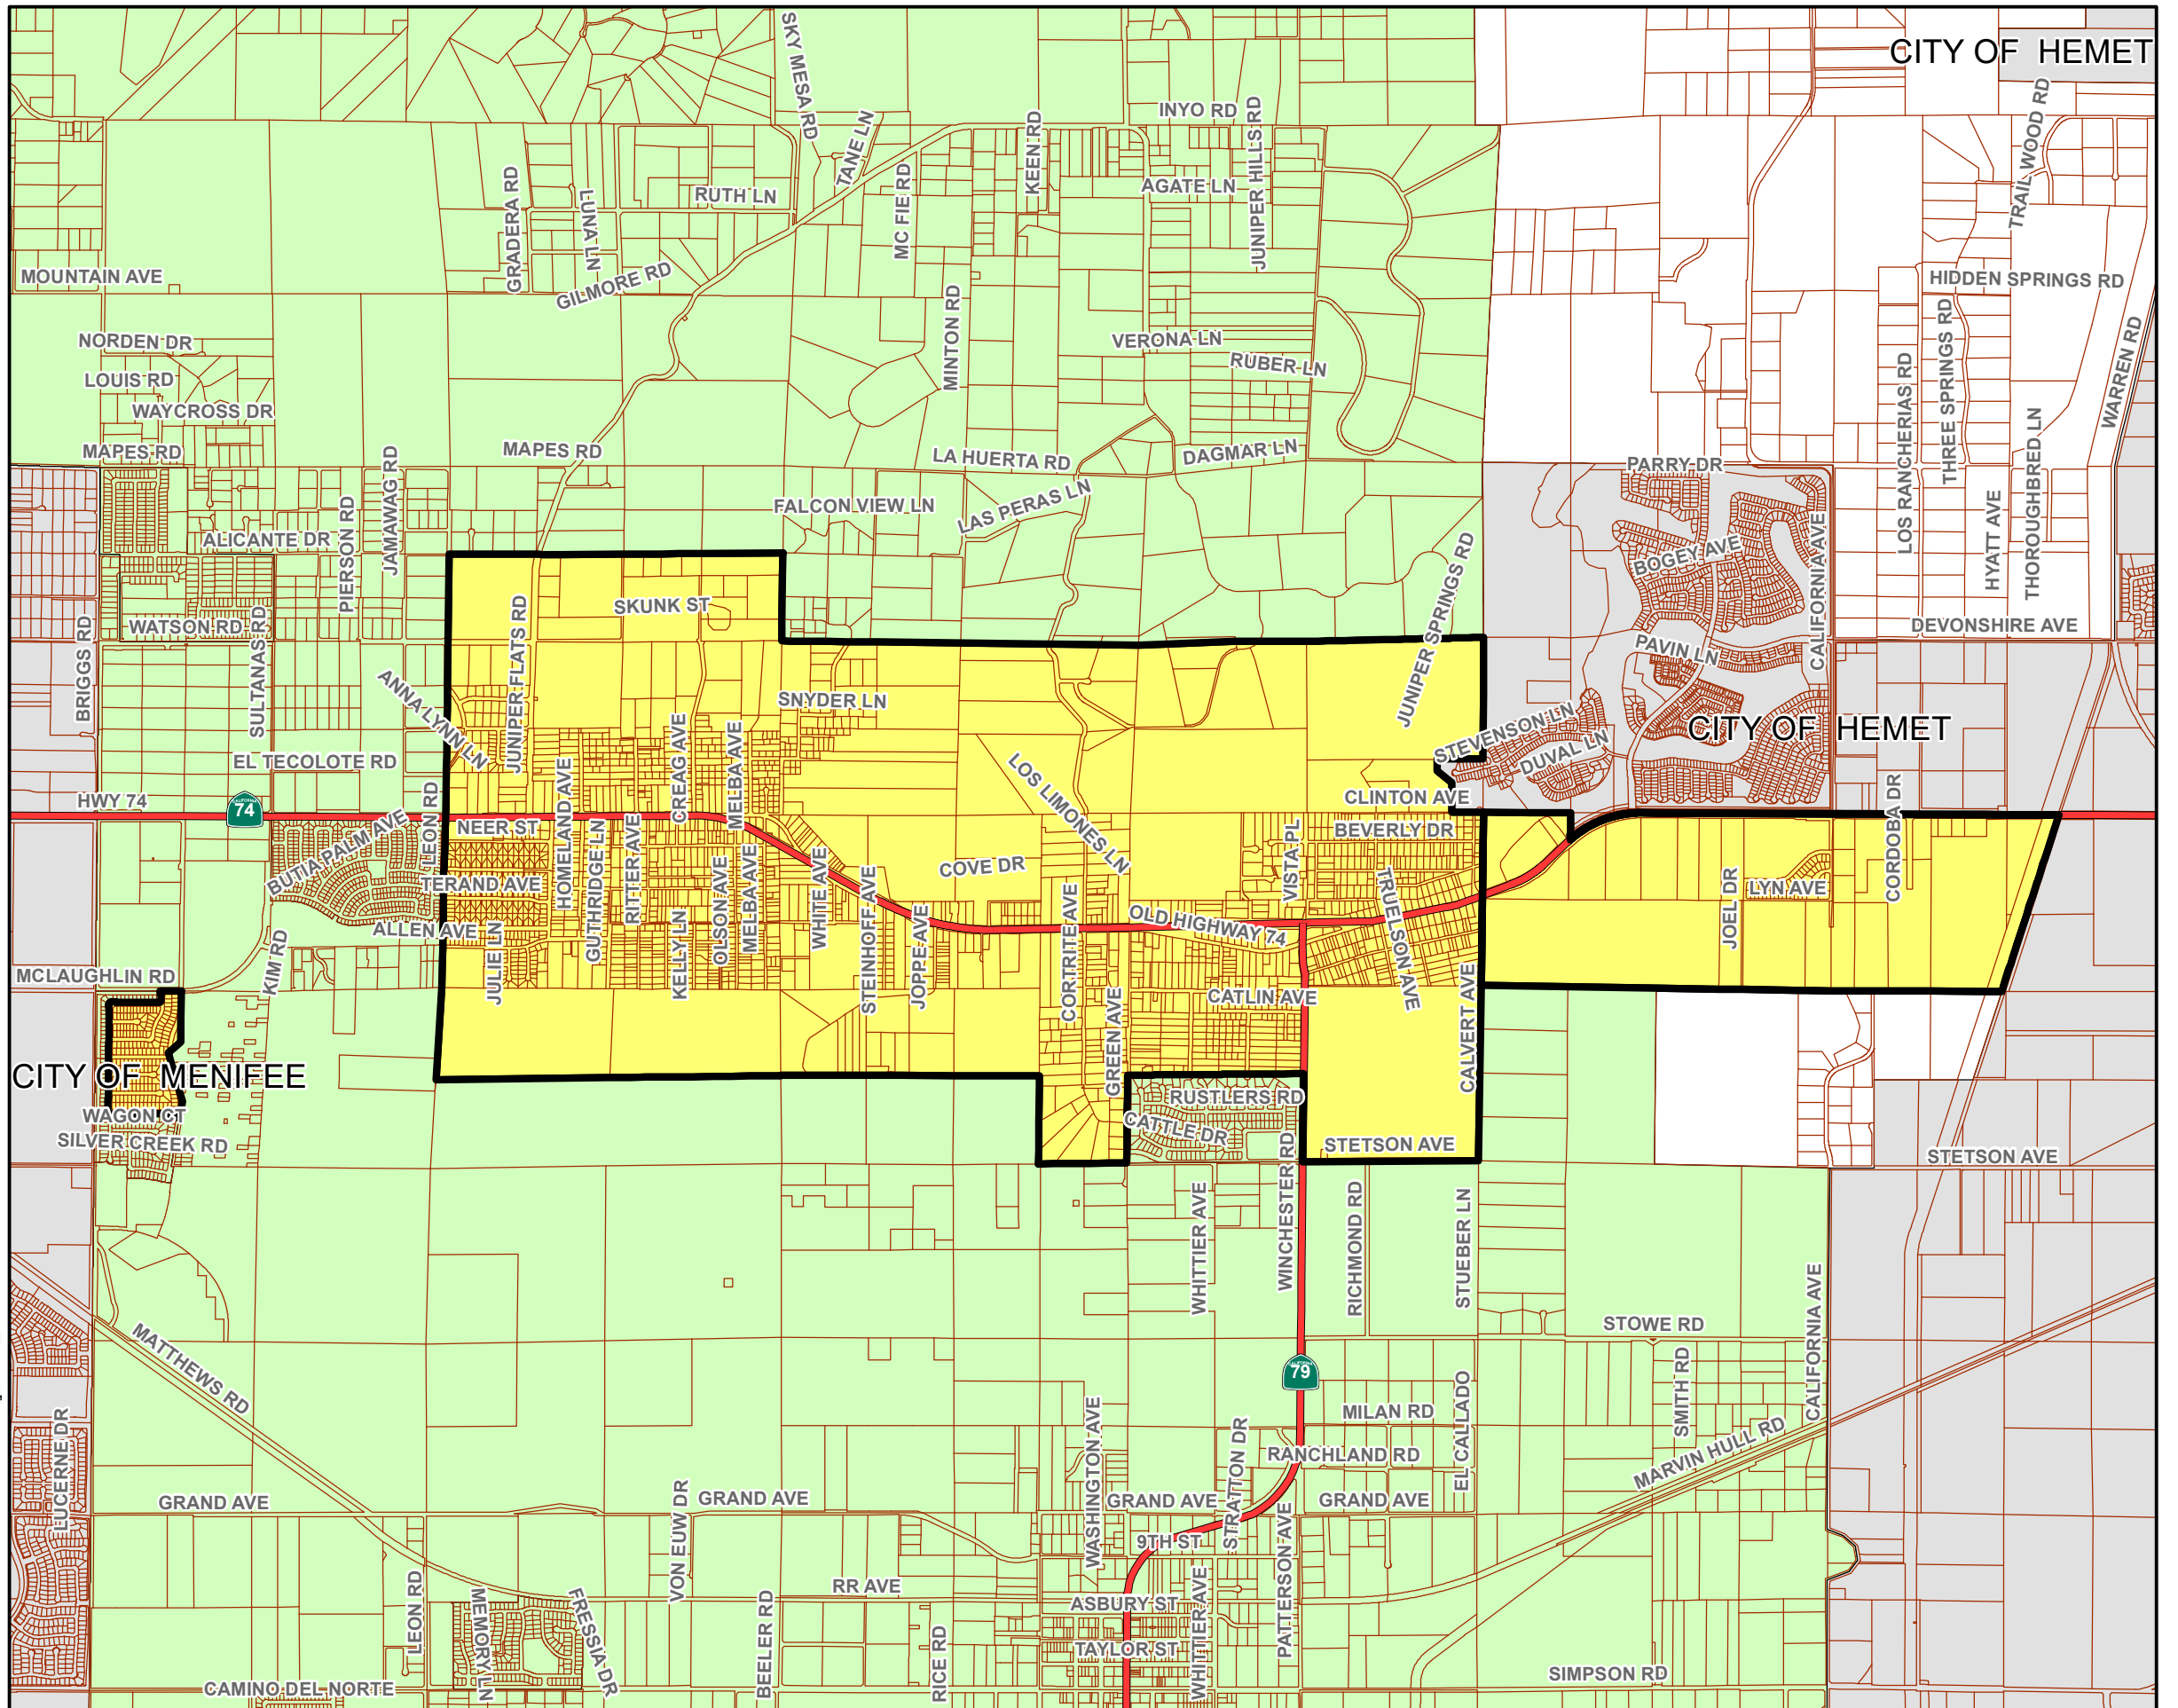 CITY OF HEMET
SKY MESA RD
TANE LN
KEEN RD
INYO RD
JUNIPER HILLS RD
TRAIL WOOD RD
GRADERA RD
LUNA LN
RUTH LN
MC FIE RD
AGATE LN
MOUNTAIN AVE
GILMORE RD
HIDDEN SPRINGS RD
NORDEN DR
MINTON RD
VERONA LN
RUBER LN
LOS RANCHERIAS RD
THREE SPRINGS RD
WARREN RD
LOUIS RD
WAYCROSS DR
MAPES RD
JAMAWAG RD
MAPES RD
LA HUERTA RD
DAGMAR LN
PARRY DR
THOROUGHBRED LN
HYATT AVE
PIERSON RD
FALCON VIEW LN
LAS PERAS LN
ALICANTE DR
BOGEY AVE
CALIFORNIA AVE
JUNIPER SPRINGS RD
BRIGGS RD
WATSON RD
SULTANAS RD
JUNIPER FLATS RD
SKUNK ST
DEVONSHIRE AVE
PAVIN LN
ANNA LYNN LN
SNYDER LN
CITY OF HEMET
STEVENSON LN
DUVAL LN
EL TECOLOTE RD
HOMELAND AVE
CREAG AVE
MELBA AVE
LOS LIMONES LN
HWY 74
CALIFORNIA
74
LEON RD
CLINTON AVE
CORDOBA DR
BUTIA PALM AVE
NEER ST
BEVERLY DR
VISTA PL
TERAND AVE
GUTHRIDGE LN
RITTER AVE
OLSON AVE
MELBA AVE
WHITE AVE
STEINHOFF AVE
COVE DR
CORTRITE AVE
TRUELSON AVE
JOEL DR
LYN AVE
ALLEN AVE
JULIE LN
KELLY LN
JOPPE AVE
OLD HIGHWAY 74
MCLAUGHLIN RD
KIM RD
GREEN AVE
CATLIN AVE
CALVERT AVE
CITY OF MENIFEE
WAGON CT
SILVER CREEK RD
RUSTLERS RD
CATTLE DR
STETSON AVE
STETSON AVE
WHITTIER AVE
WINCHESTER RD
RICHMOND RD
STUEBER LN
MATTHEWS RD
STOWE RD
CALIFORNIA AVE
SMITH RD
CALIFORNIA
79
LUCERNE DR
WASHINGTON AVE
STRATTON DR
MILAN RD
EL CALLADO
RANCHLAND RD
MARVIN HULL RD
GRAND AVE
VON EUW DR
GRAND AVE
GRAND AVE
GRAND AVE
9TH ST
PATTERSON AVE
LEON RD
MEMORY LN
FRESSIA DR
BEELER RD
RR AVE
RICE RD
ASBURY ST
WHITTIER AVE
TAYLOR ST
SIMPSON RD
CAMINO DEL NORTE